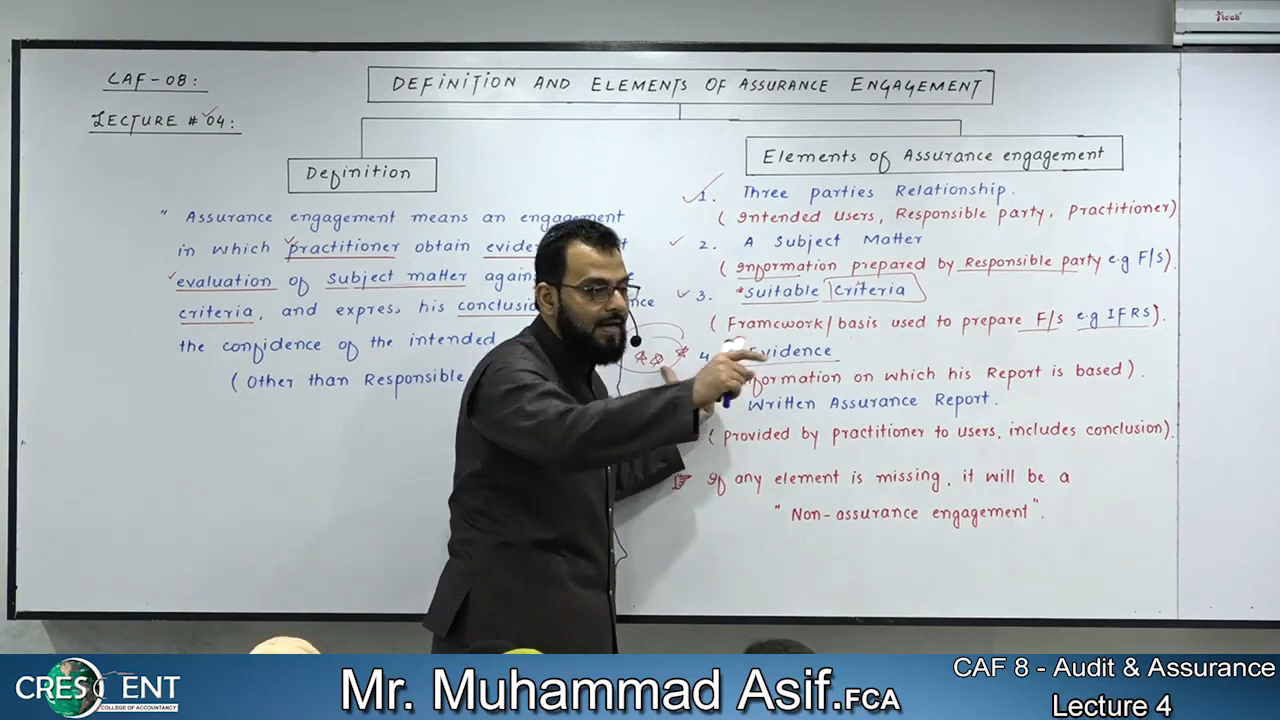 itech
CAF-08:
LECTURE # 04:
DEFINITION AND ELEMENTS OF ASSURANCE ENGAGEMENT
Definition
" Assurance engagement means an engagement
in which practitioner obtain
evaluation of subject matter
criteria, and express his
the confidence of the intended
( Other than Responsible
Elements of Assurance engagement
1. Three parties Relationship.
( Intended Users, Responsible party, practitioner)
2. A Subject Matter
( Information prepared by Responsible party e.g F/s).
3. *Suitable Criteria
( Framework/basis used to prepare F/s e.g IFRS).
4
on which his Report is based).
Written Assurance Report.
( provided by practitioner to users, includes conclusion).
If any element is missing, it will be a
" Non-assurance engagement".
CRESCENT
COLLEGE OF ACCOUNTANCY
Mr. Muhammad Asif.FCA
CAF 8 - Audit & Assurance
Lecture 4